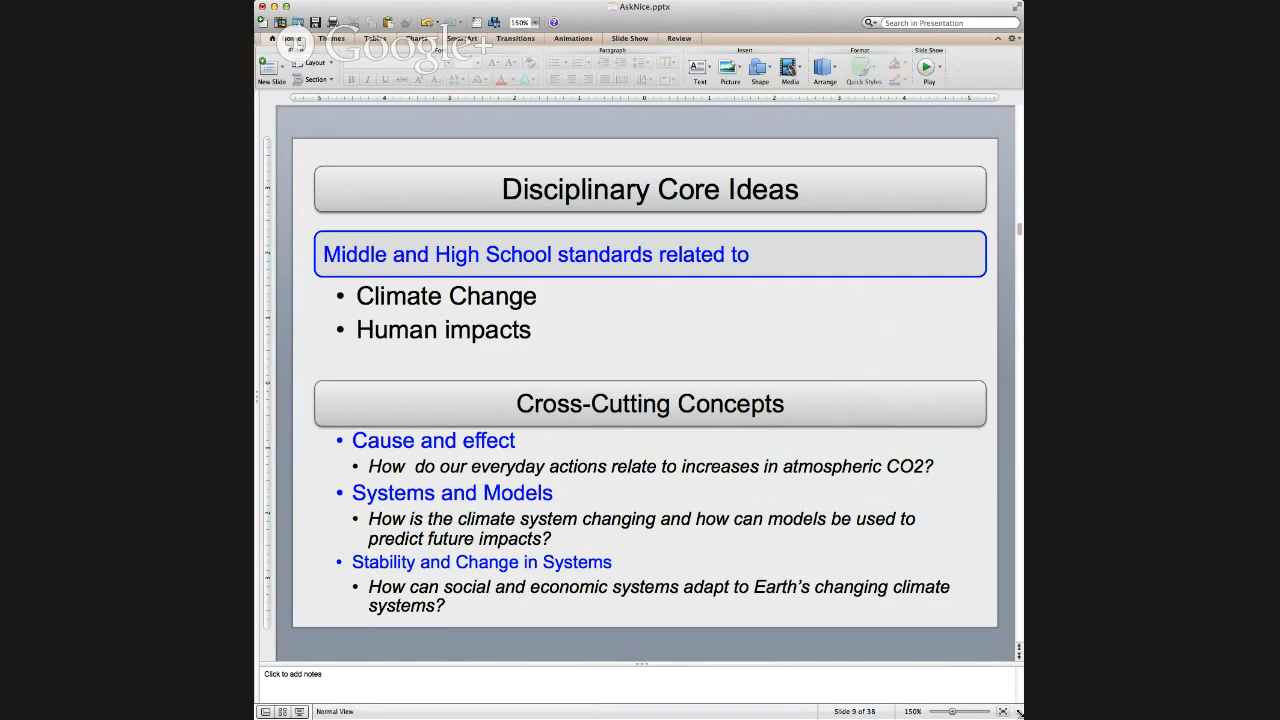 AskNice.pptx
150%
Search in Presentation
Home Themes Tables Charts SmartArt Transitions Animations Slide Show Review
Google+
Paragraph Insert Format Slide Show
Layout
Section
New Slide Text Picture Shape Media Arrange Quick Styles Play
Disciplinary Core Ideas
Middle and High School standards related to
• Climate Change
• Human impacts
Cross-Cutting Concepts
• Cause and effect
• How do our everyday actions relate to increases in atmospheric CO2?
• Systems and Models
• How is the climate system changing and how can models be used to
predict future impacts?
• Stability and Change in Systems
• How can social and economic systems adapt to Earth's changing climate
systems?
Click to add notes
Normal View Slide 9 of 38 150%